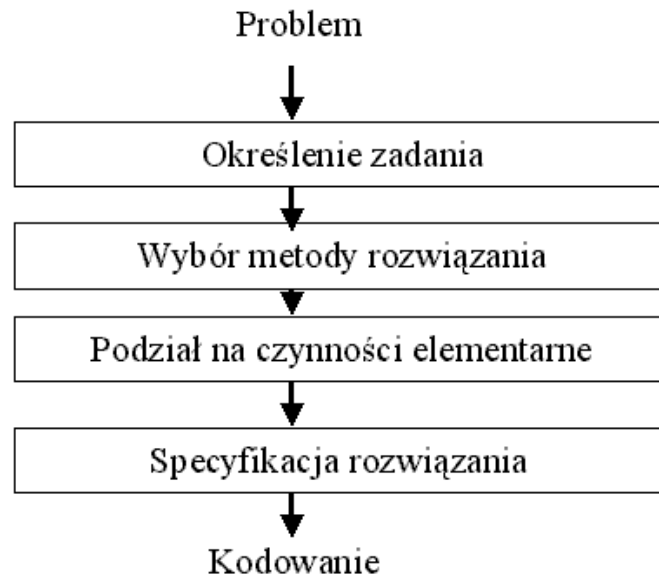 Problem
Określenie zadania
Wybór metody rozwiązania
Podział na czynności elementarne
Specyfikacja rozwiązania
Kodowanie